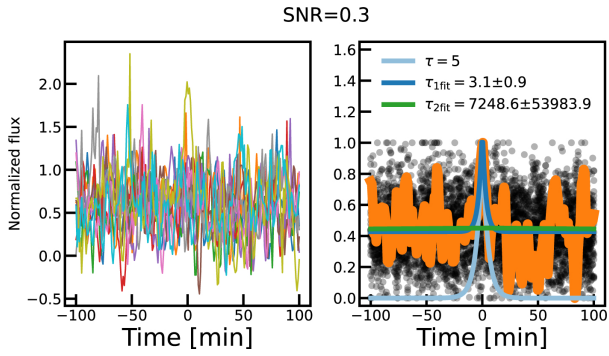 SNR=0.3
Normalized flux
2.0
1.5
1.0
0.5
0.0
−0.5
−100 −50 0 50 100
Time [min]
1.6
1.4
1.2
1.0
0.8
0.6
0.4
0.2
0.0
τ = 5
τ1fit = 3.1±0.9
τ2fit = 7248.6±53983.9
−100 −50 0 50 100
Time [min]